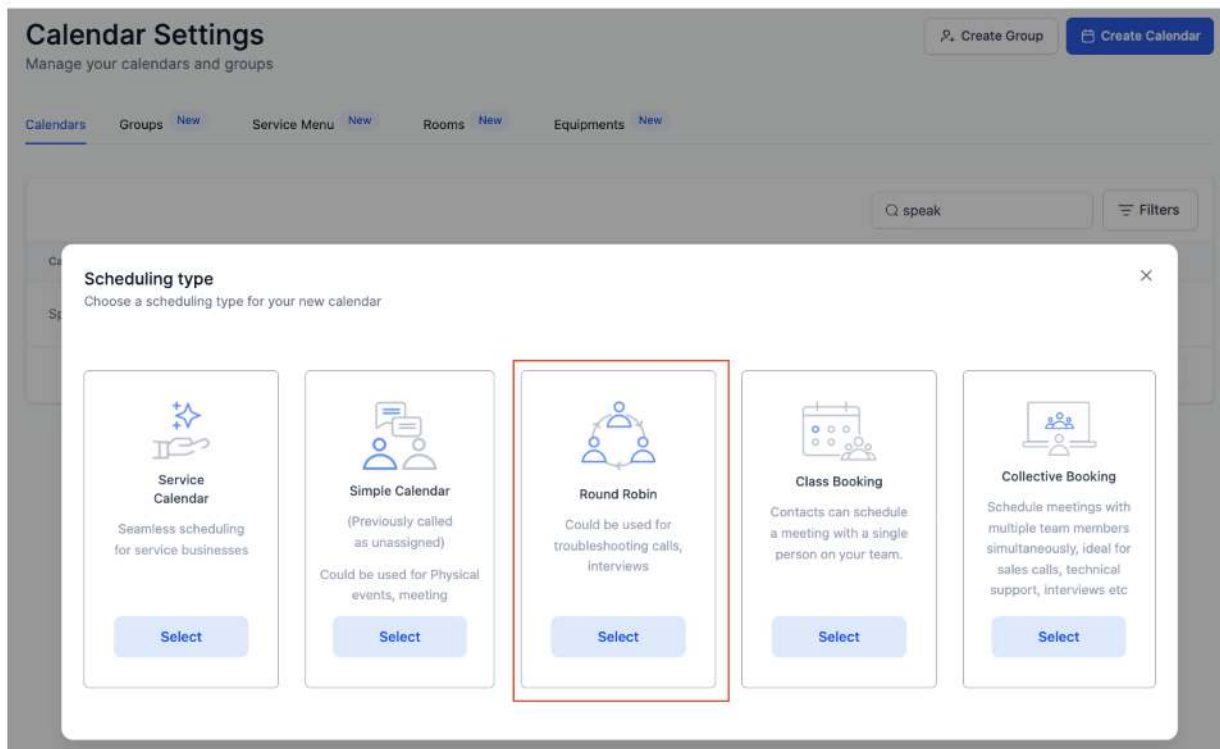 Calendar Settings
Create Group
Create Calendar
Manage your calendars and groups
Calendars
Groups New
Service Menu New
Rooms New
Equipments New
speak
Filters
Ca
Sp
Scheduling type
Choose a scheduling type for your new calendar
Service
Calendar
Seamless scheduling
for service businesses
Select
Simple Calendar
(Previously called
as unassigned)
Could be used for Physical
events, meeting
Select
Round Robin
Could be used for
troubleshooting calls,
interviews
Select
Class Booking
Contacts can schedule
a meeting with a single
person on your team.
Select
Collective Booking
Schedule meetings with
multiple team members
simultaneously, ideal for
sales calls, technical
support, interviews etc
Select